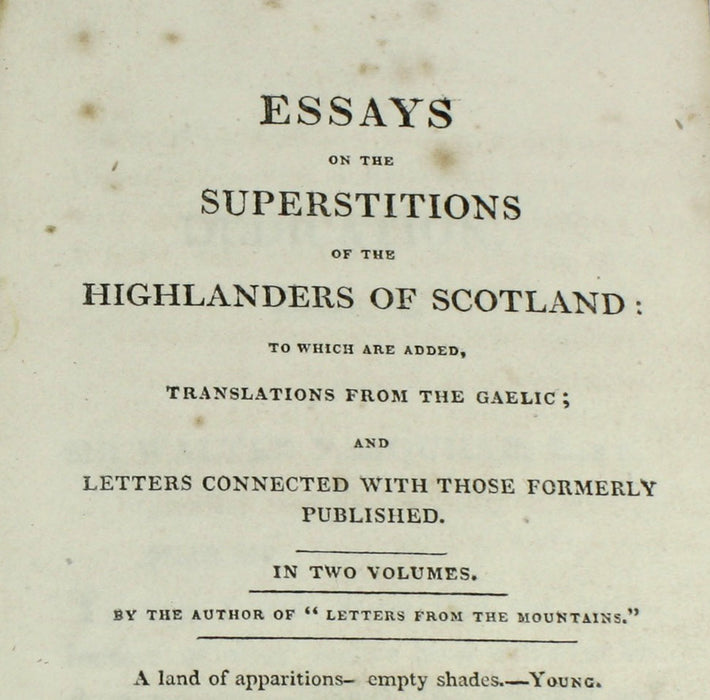 ESSAYS
ON THE
SUPERSTITIONS
OF THE
HIGHLANDERS OF SCOTLAND:
TO WHICH ARE ADDED,
TRANSLATIONS FROM THE GAELIC;
AND
LETTERS CONNECTED WITH THOSE FORMERLY
PUBLISHED.
IN TWO VOLUMES.
BY THE AUTHOR OF “ LETTERS FROM THE MOUNTAINS.”
A land of apparitions— empty shades.—YOUNG.